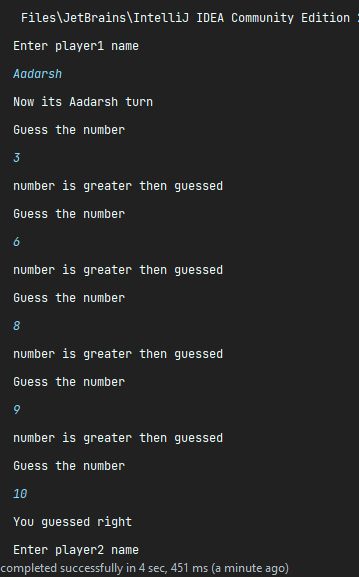 Files\JetBrains\IntelliJ IDEA Community Edition
Enter player1 name
Aadarsh
Now its Aadarsh turn
Guess the number
3
number is greater then guessed
Guess the number
6
number is greater then guessed
Guess the number
8
number is greater then guessed
Guess the number
9
number is greater then guessed
Guess the number
10
You guessed right
Enter player2 name
completed successfully in 4 sec, 451 ms (a minute ago)